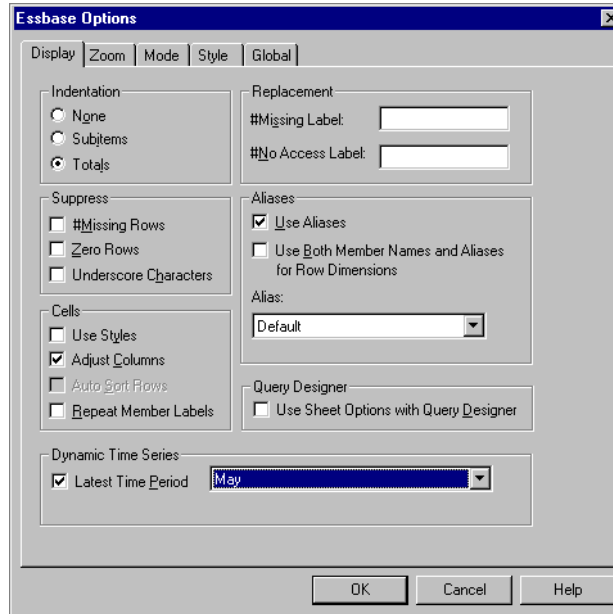 Essbase Options
Display Zoom Mode Style Global
Indentation
None
Subitems
Totals
Replacement
#Missing Label:
#No Access Label:
Suppress
#Missing Rows
Zero Rows
Underscore Characters
Aliases
Use Aliases
Use Both Member Names and Aliases
for Row Dimensions
Alias:
Default
Cells
Use Styles
Adjust Columns
Auto Sort Rows
Repeat Member Labels
Query Designer
Use Sheet Options with Query Designer
Dynamic Time Series
Latest Time Period May
OK Cancel Help